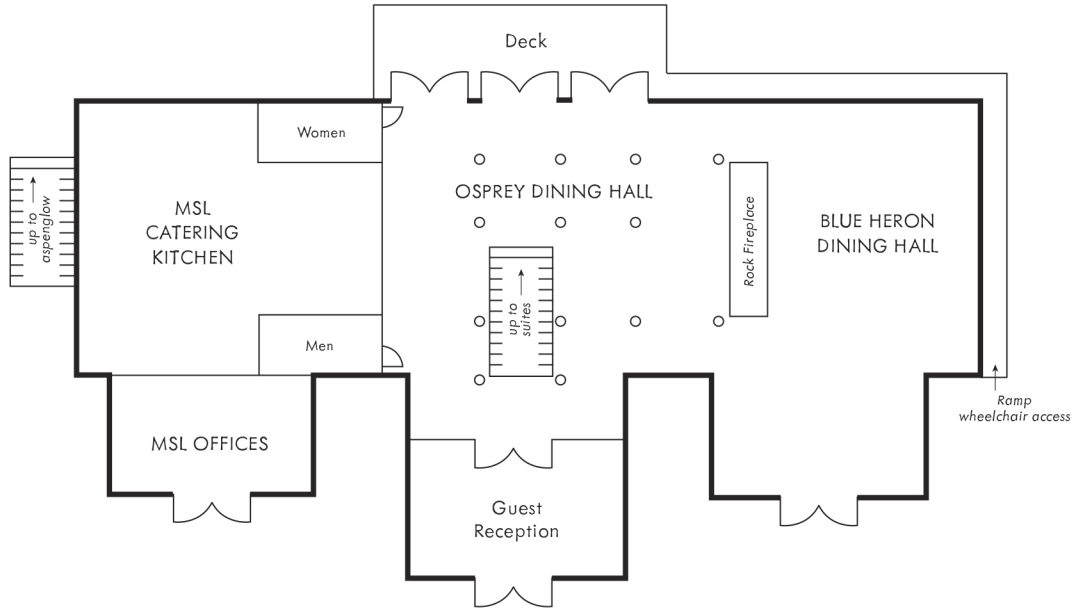 Deck
Women
OSPREY DINING HALL
MSL
CATERING
KITCHEN
up to
aspenglow
Rock Fireplace
BLUE HERON
DINING HALL
up to
suites
Men
Ramp
wheelchair access
MSL OFFICES
Guest
Reception